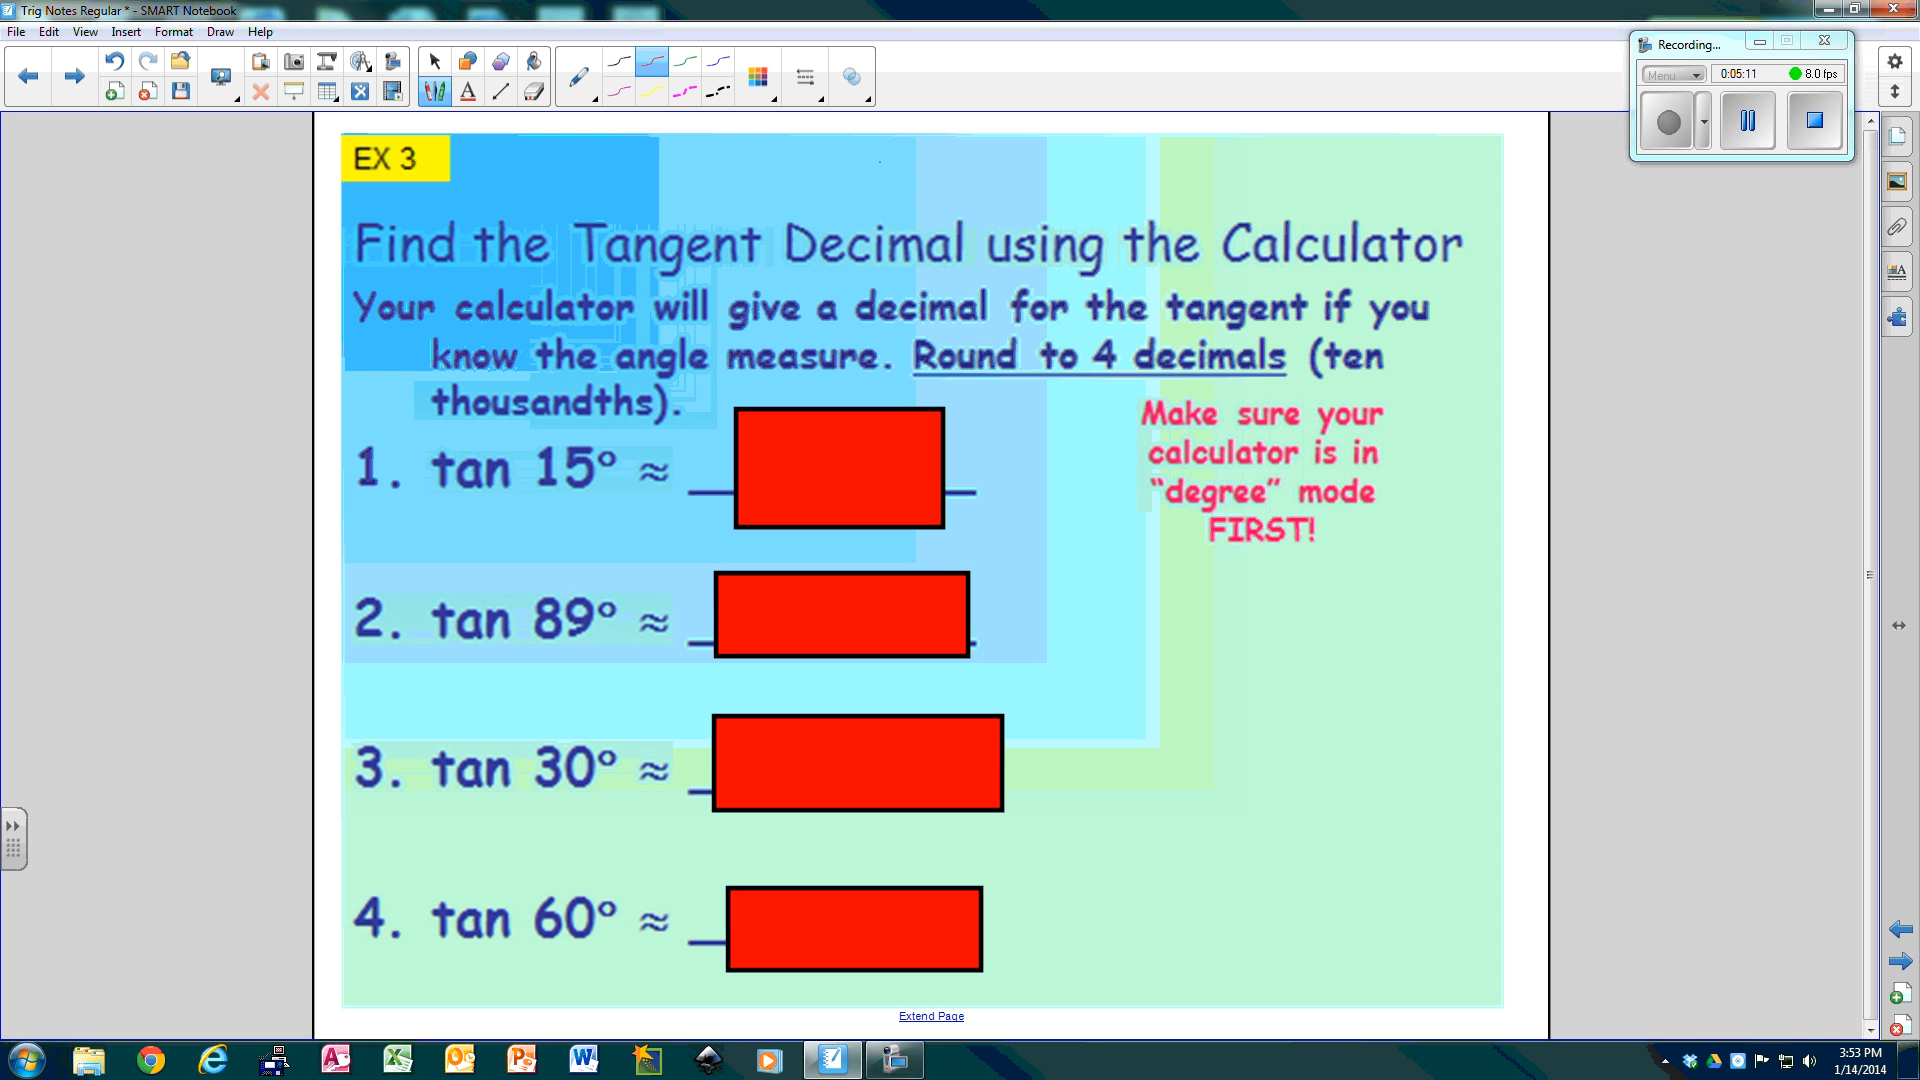 Trig Notes Regular * - SMART Notebook
File Edit View Insert Format Draw Help
Recording...
Menu 0:05:11 8.0 fps
EX 3
Find the Tangent Decimal using the Calculator
Your calculator will give a decimal for the tangent if you
know the angle measure. Round to 4 decimals (ten
thousandths).
Make sure your
calculator is in
“degree” mode
FIRST!
1. tan 15° ≈
2. tan 89° ≈
3. tan 30° ≈
4. tan 60° ≈
Extend Page
3:53 PM
1/14/2014